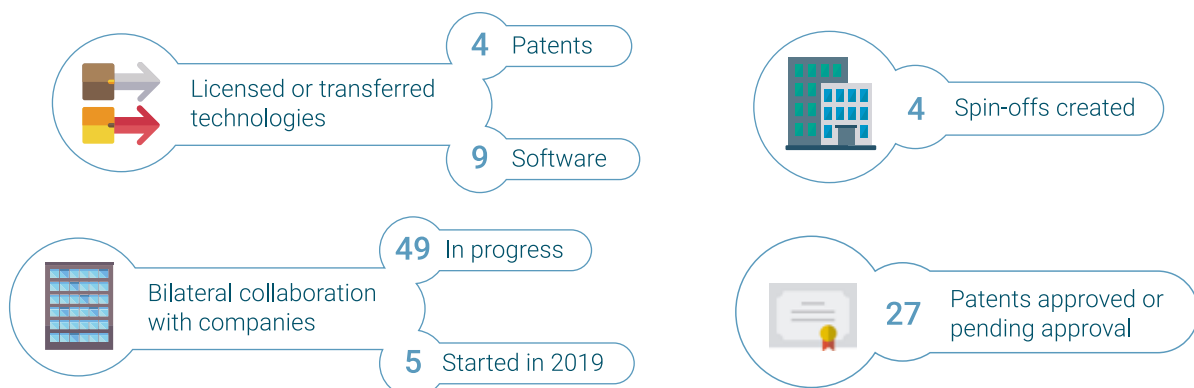 4 Patents
Licensed or transferred
technologies
9 Software
4 Spin-offs created
49 In progress
Bilateral collaboration
with companies
5 Started in 2019
27 Patents approved or
pending approval